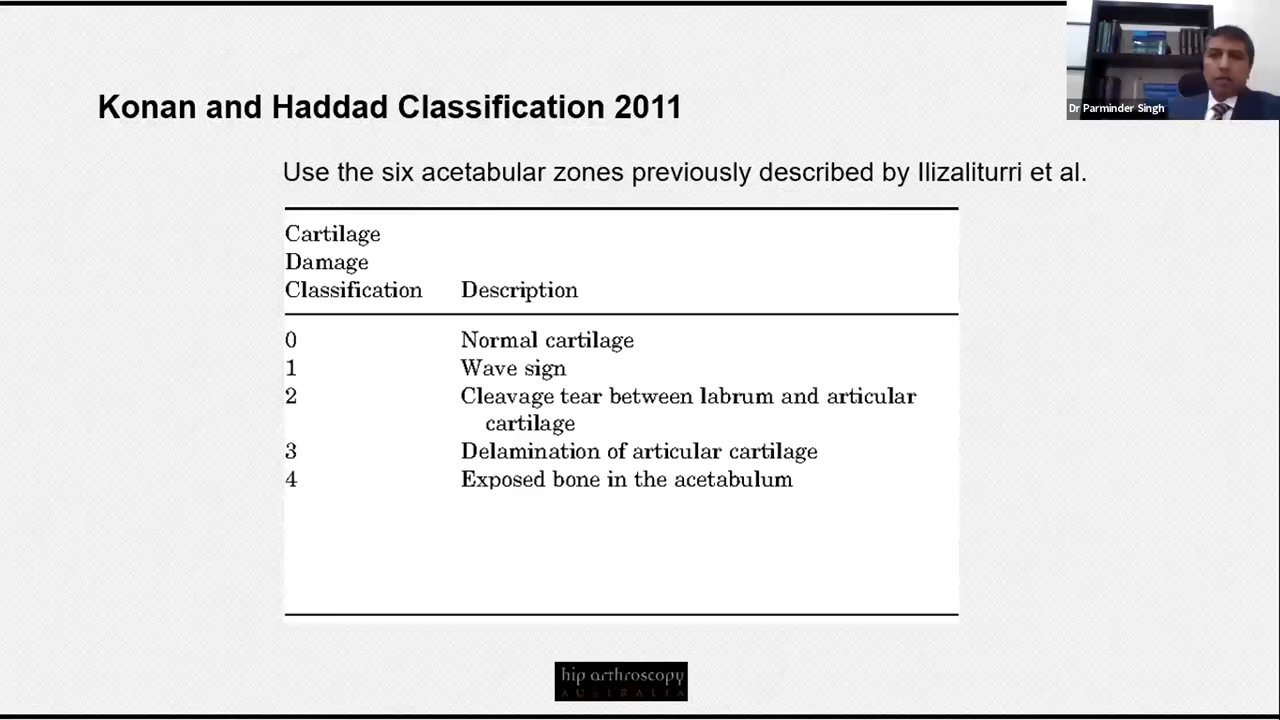 Konan and Haddad Classification 2011
Dr Parminder Singh
Use the six acetabular zones previously described by Ilizaliturri et al.
Cartilage
Damage
Classification Description
0 Normal cartilage
1 Wave sign
2 Cleavage tear between labrum and articular
cartilage
3 Delamination of articular cartilage
4 Exposed bone in the acetabulum
hip arthroscopy
AUSTRALIA